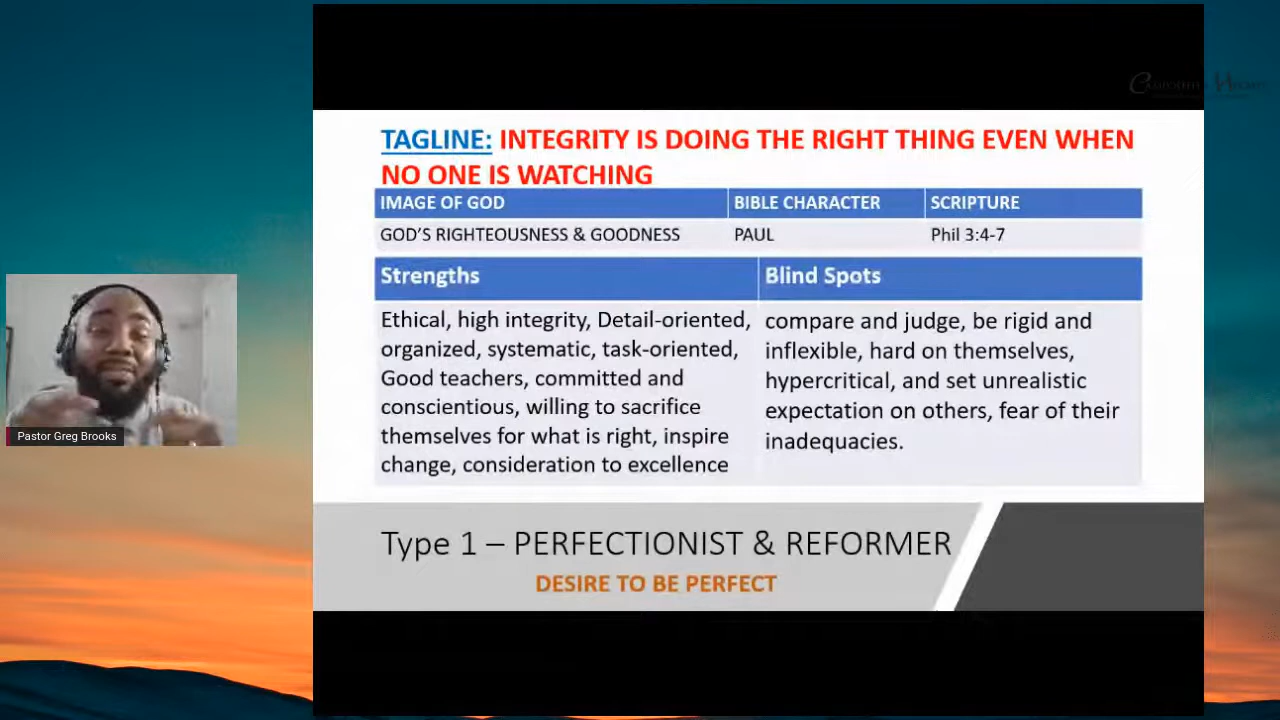 TAGLINE: INTEGRITY IS DOING THE RIGHT THING EVEN WHEN
NO ONE IS WATCHING
IMAGE OF GOD BIBLE CHARACTER SCRIPTURE
GOD'S RIGHTEOUSNESS & GOODNESS PAUL Phil 3:4-7
Strengths
Ethical, high integrity, Detail-oriented,
organized, systematic, task-oriented,
Good teachers, committed and
conscientious, willing to sacrifice
themselves for what is right, inspire
change, consideration to excellence
Blind Spots
compare and judge, be rigid and
inflexible, hard on themselves,
hypercritical, and set unrealistic
expectation on others, fear of their
inadequacies.
Type 1 – PERFECTIONIST & REFORMER
DESIRE TO BE PERFECT
Pastor Greg Brooks